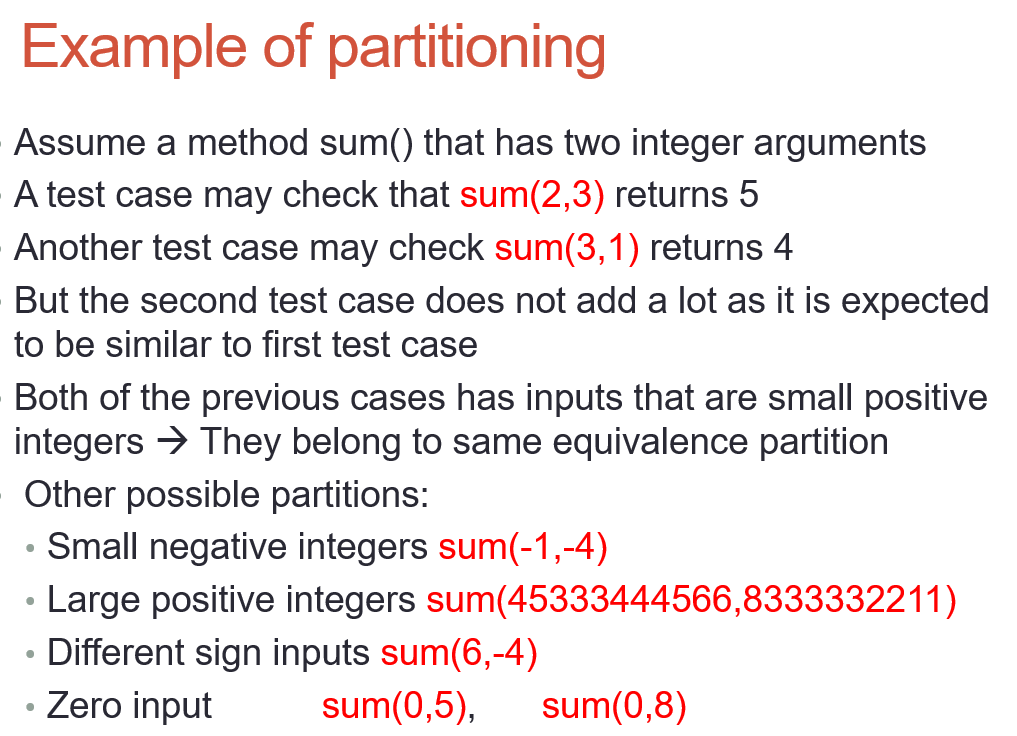 Example of partitioning
• Assume a method sum() that has two integer arguments
• A test case may check that sum(2,3) returns 5
• Another test case may check sum(3,1) returns 4
• But the second test case does not add a lot as it is expected
to be similar to first test case
• Both of the previous cases has inputs that are small positive
integers → They belong to same equivalence partition
• Other possible partitions:
• Small negative integers sum(-1,-4)
• Large positive integers sum(45333444566,8333332211)
• Different sign inputs sum(6,-4)
• Zero input sum(0,5), sum(0,8)